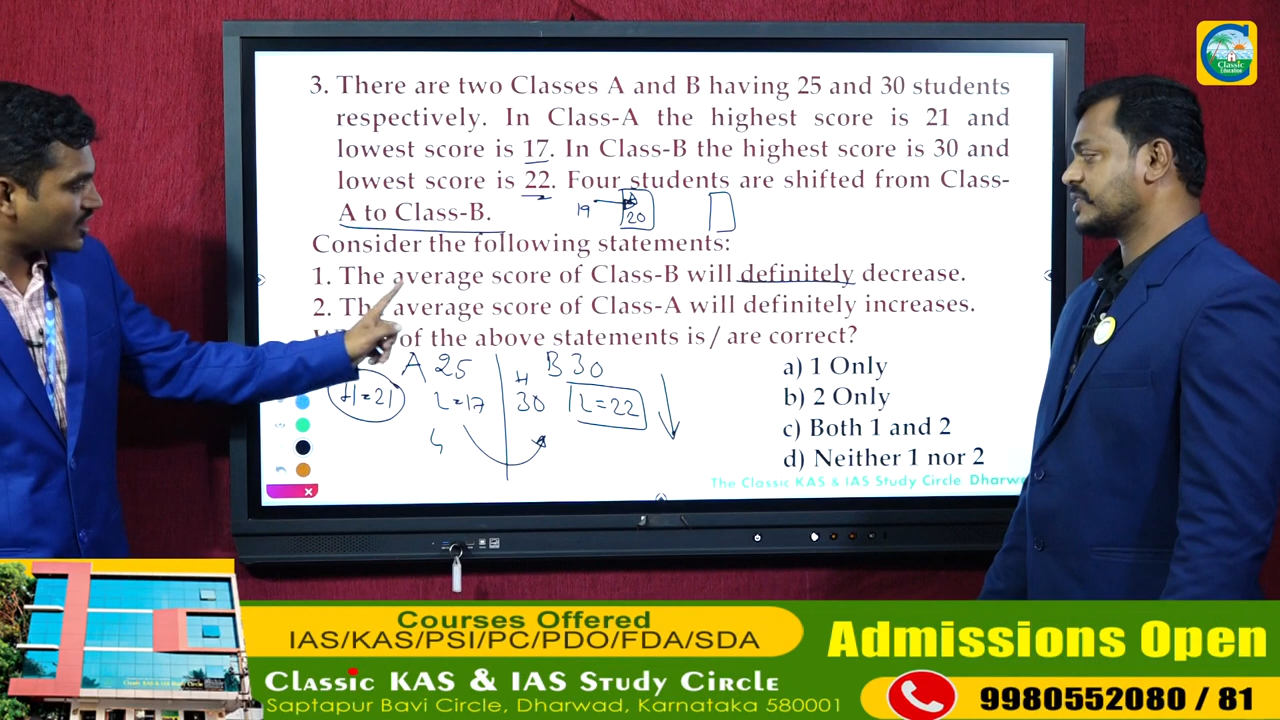 Classic
Education
3. There are two Classes A and B having 25 and 30 students
respectively. In Class-A the highest score is 21 and
lowest score is 17. In Class-B the highest score is 30 and
lowest score is 22. Four students are shifted from Class-
A to Class-B.
19
20
Consider the following statements:
1. The average score of Class-B will definitely decrease.
2. The average score of Class-A will definitely increases.
of the above statements is / are correct?
A 25
B 30
H=21
L=17
H
30
L=22
4
a) 1 Only
b) 2 Only
c) Both 1 and 2
d) Neither 1 nor 2
The Classic KAS & IAS Study Circle Dharw
Courses Offered
IAS/KAS/PSI/PC/PDO/FDA/SDA
Classic KAS & IAS Study Circle
Saptapur Bavi Circle, Dharwad, Karnataka 580001
Admissions Open
9980552080 / 81